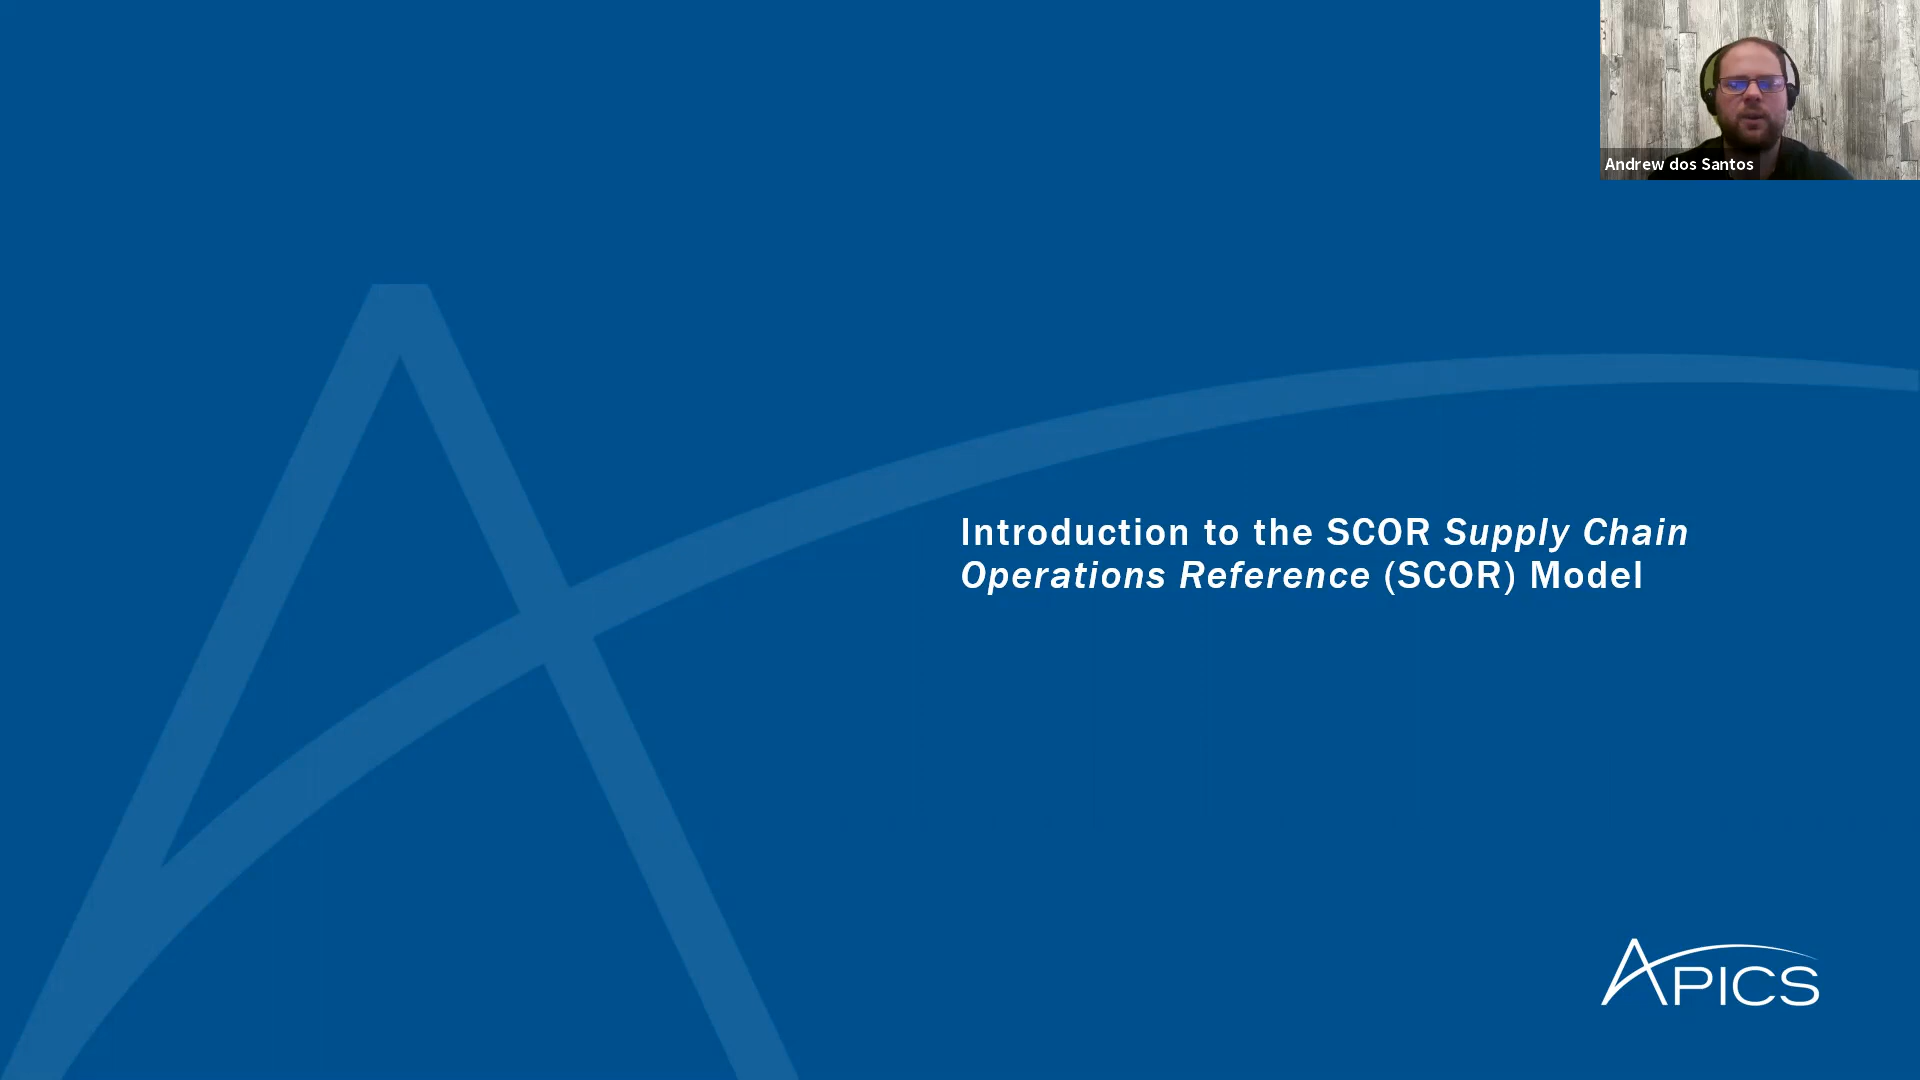 Andrew dos Santos
Introduction to the SCOR Supply Chain
Operations Reference (SCOR) Model
APICS